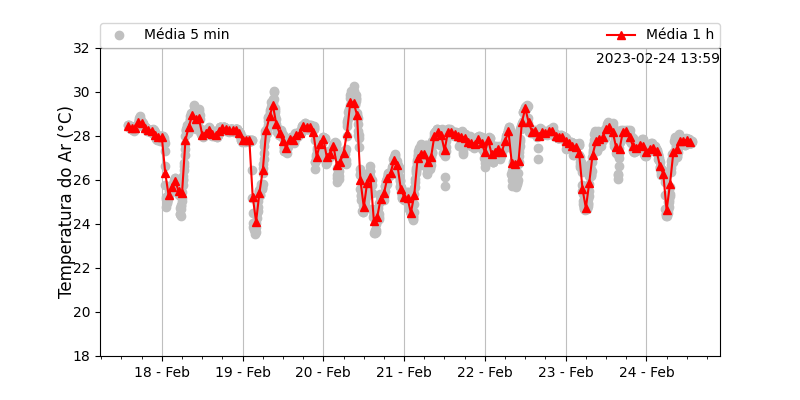 Média 5 min
Média 1 h
2023-02-24 13:59
Temperatura do Ar (°C)
32
30
28
26
24
22
20
18
18 - Feb
19 - Feb
20 - Feb
21 - Feb
22 - Feb
23 - Feb
24 - Feb